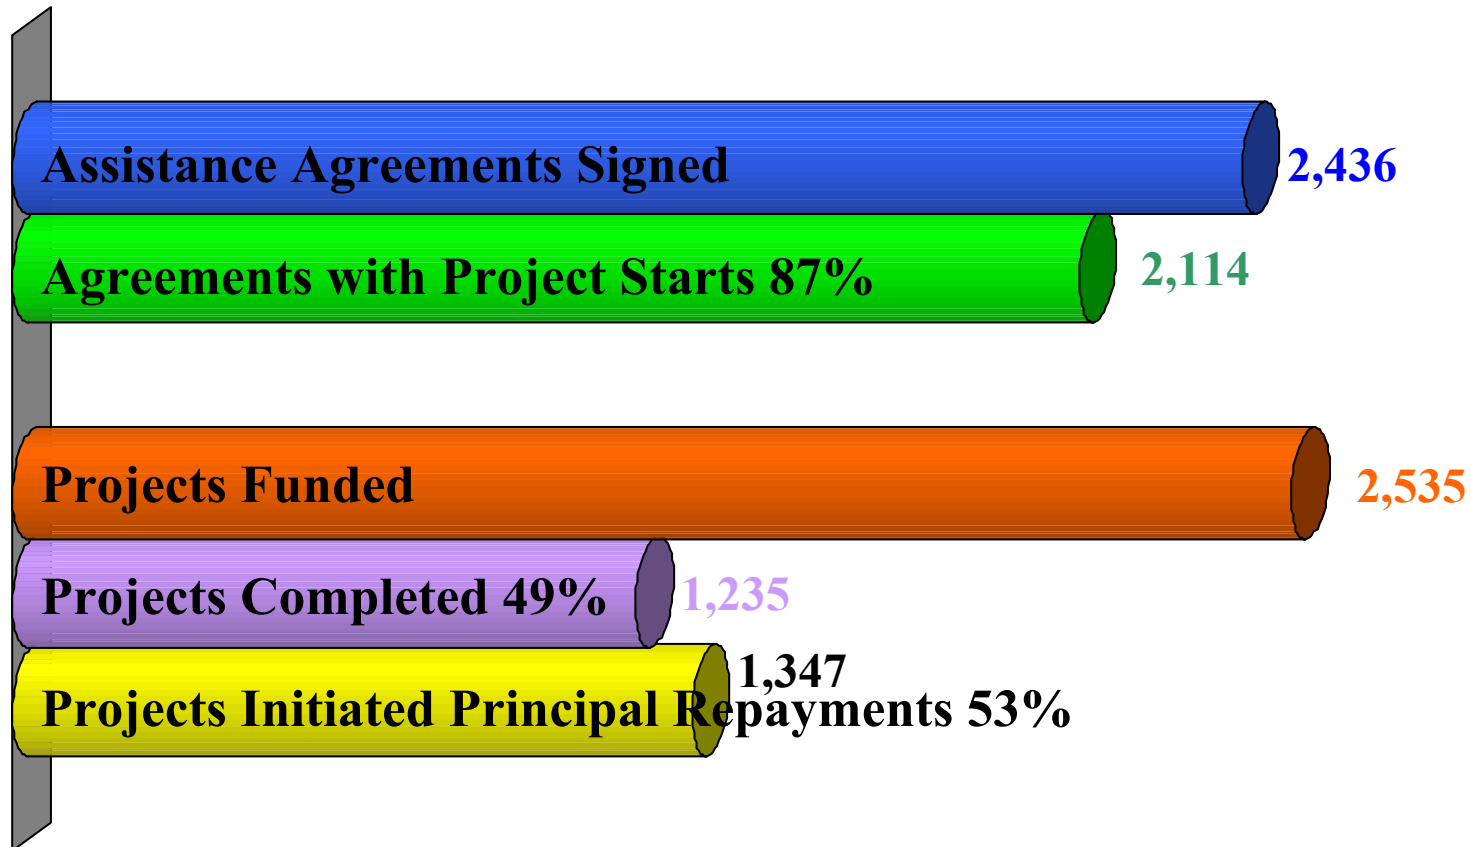 Assistance Agreements Signed 2,436
Agreements with Project Starts 87% 2,114
Projects Funded 2,535
Projects Completed 49% 1,235
1,347
Projects Initiated Principal Repayments 53%